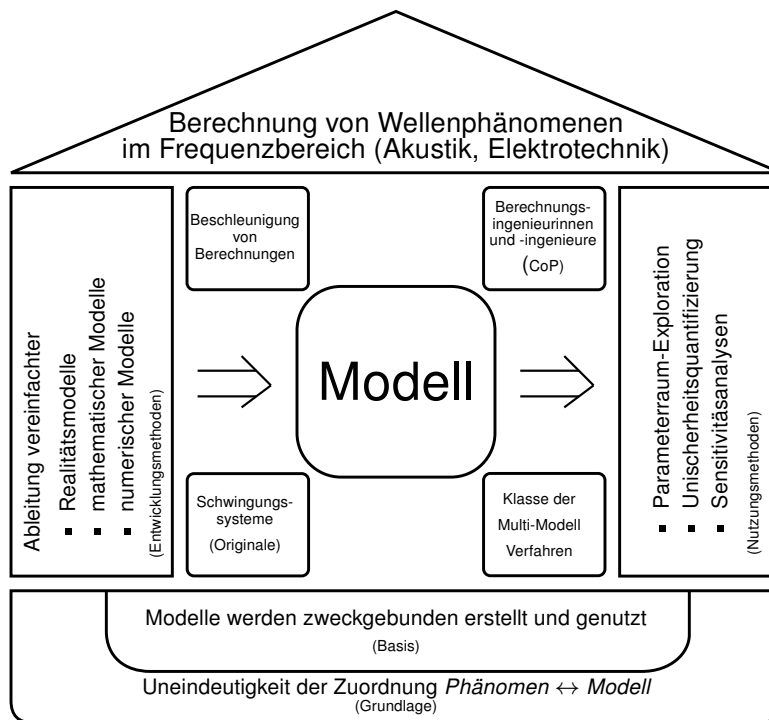 Berechnung von Wellenphänomenen
im Frequenzbereich (Akustik, Elektrotechnik)
Ableitung vereinfachter
▪ Realitätsmodelle
▪ mathematischer Modelle
▪ numerischer Modelle
(Entwicklungsmethoden)
Beschleunigung
von
Berechnungen
Berechnungs-
ingenieurinnen
und -ingenieure
(CoP)
Modell
Schwingungs-
systeme
(Originale)
Klasse der
Multi-Modell
Verfahren
▪ Parameterraum-Exploration
▪ Unischerheitsquantifizierung
▪ Sensitivitäsanalysen
(Nutzungsmethoden)
Modelle werden zweckgebunden erstellt und genutzt
(Basis)
Uneindeutigkeit der Zuordnung Phänomen ↔ Modell
(Grundlage)